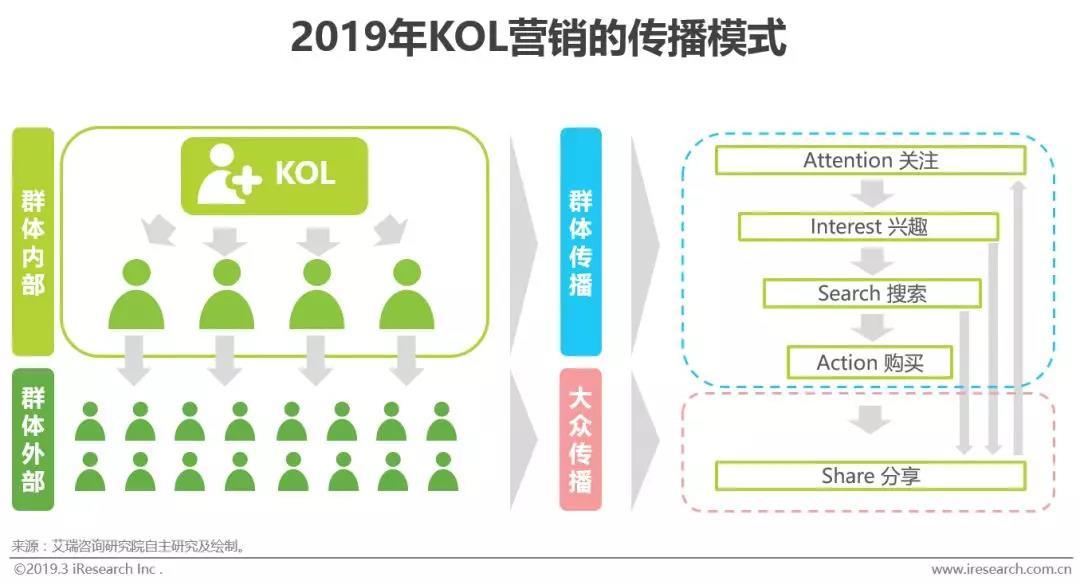 2019年KOL营销的传播模式
群体内部
KOL
群体外部
群体传播
大众传播
Attention 关注
Interest 兴趣
Search 搜索
Action 购买
Share 分享
来源：艾瑞咨询研究院自主研究及绘制。
©2019.3 iResearch Inc .
www.iresearch.com.cn